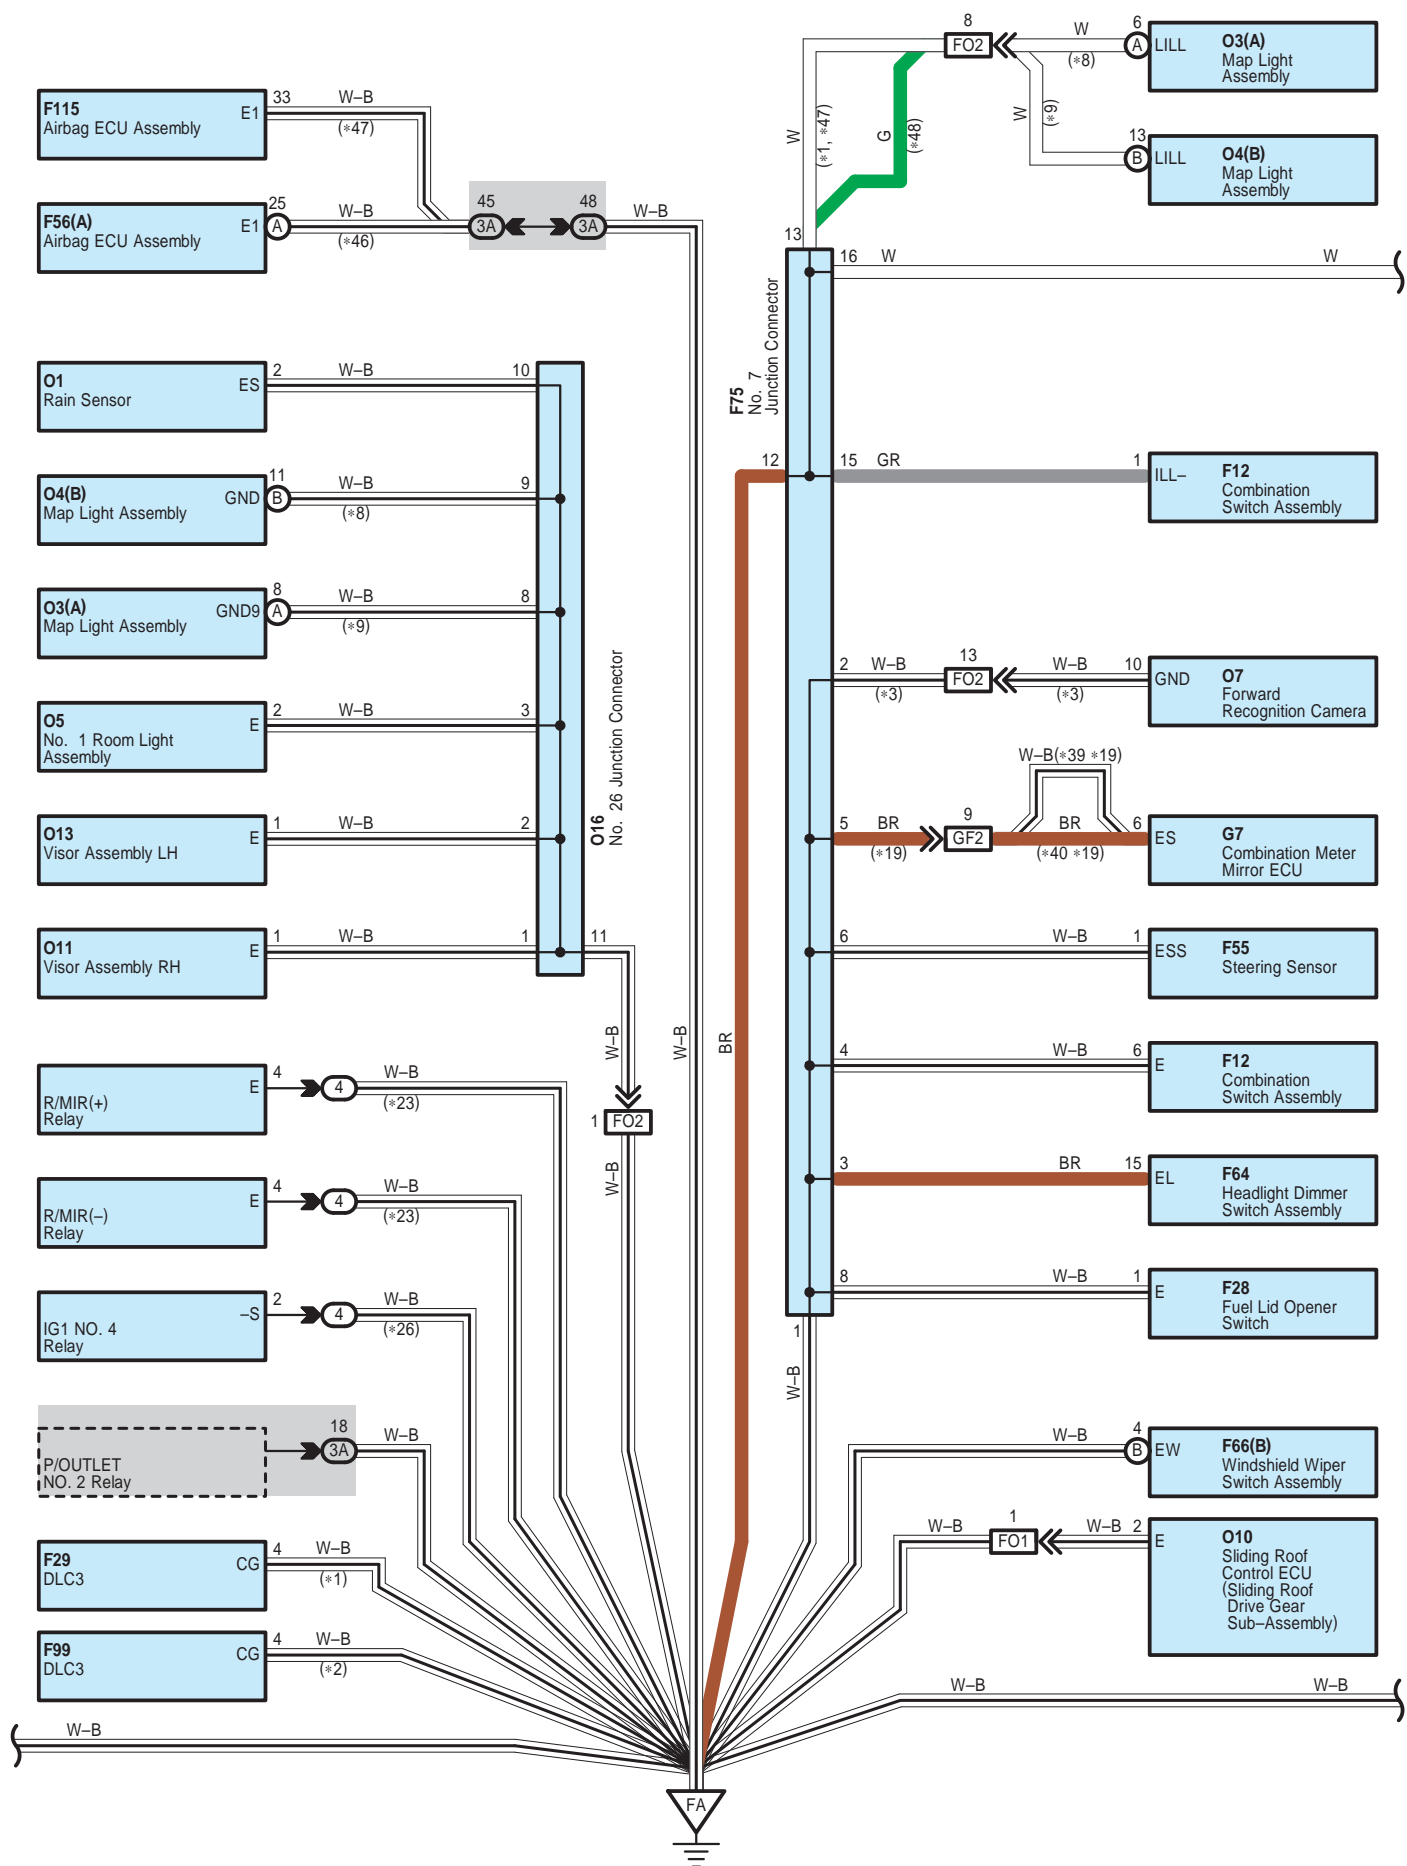 F115
Airbag ECU Assembly
E1
33
W–B
(*47)
F56(A)
Airbag ECU Assembly
E1
25
A
W–B
(*46)
45
3A
48
3A
W–B
O1
Rain Sensor
ES
2
W–B
10
O4(B)
Map Light Assembly
GND
11
B
W–B
(*8)
9
O3(A)
Map Light Assembly
GND9
8
A
W–B
(*9)
8
O5
No. 1 Room Light
Assembly
E
2
W–B
3
O13
Visor Assembly LH
E
1
W–B
2
O11
Visor Assembly RH
E
1
W–B
1
11
O16
No. 26 Junction Connector
W–B
1
FO2
W–B
W–B
BR
R/MIR(+)
Relay
E
4
4
W–B
(*23)
R/MIR(–)
Relay
E
4
4
W–B
(*23)
IG1 NO. 4
Relay
–S
2
4
W–B
(*26)
P/OUTLET
NO. 2 Relay
18
3A
W–B
F29
DLC3
CG
4
W–B
(*1)
F99
DLC3
CG
4
W–B
(*2)
W–B
FA
8
FO2
W
(*8)
6
A
LILL
O3(A)
Map Light
Assembly
W
(*1, *47)
G
(*48)
W
(*9)
13
B
LILL
O4(B)
Map Light
Assembly
13
16
W
W
F75
No. 7
Junction Connector
12
15
GR
1
ILL–
F12
Combination
Switch Assembly
2
W–B
(*3)
13
FO2
W–B
(*3)
10
GND
O7
Forward
Recognition Camera
W–B(*39 *19)
5
BR
(*19)
9
GF2
BR
(*40 *19)
6
ES
G7
Combination Meter
Mirror ECU
6
W–B
1
ESS
F55
Steering Sensor
4
W–B
6
E
F12
Combination
Switch Assembly
3
BR
15
EL
F64
Headlight Dimmer
Switch Assembly
8
W–B
1
E
F28
Fuel Lid Opener
Switch
1
W–B
W–B
4
B
EW
F66(B)
Windshield Wiper
Switch Assembly
W–B
1
FO1
W–B
2
E
O10
Sliding Roof
Control ECU
(Sliding Roof
Drive Gear
Sub–Assembly)
W–B
W–B